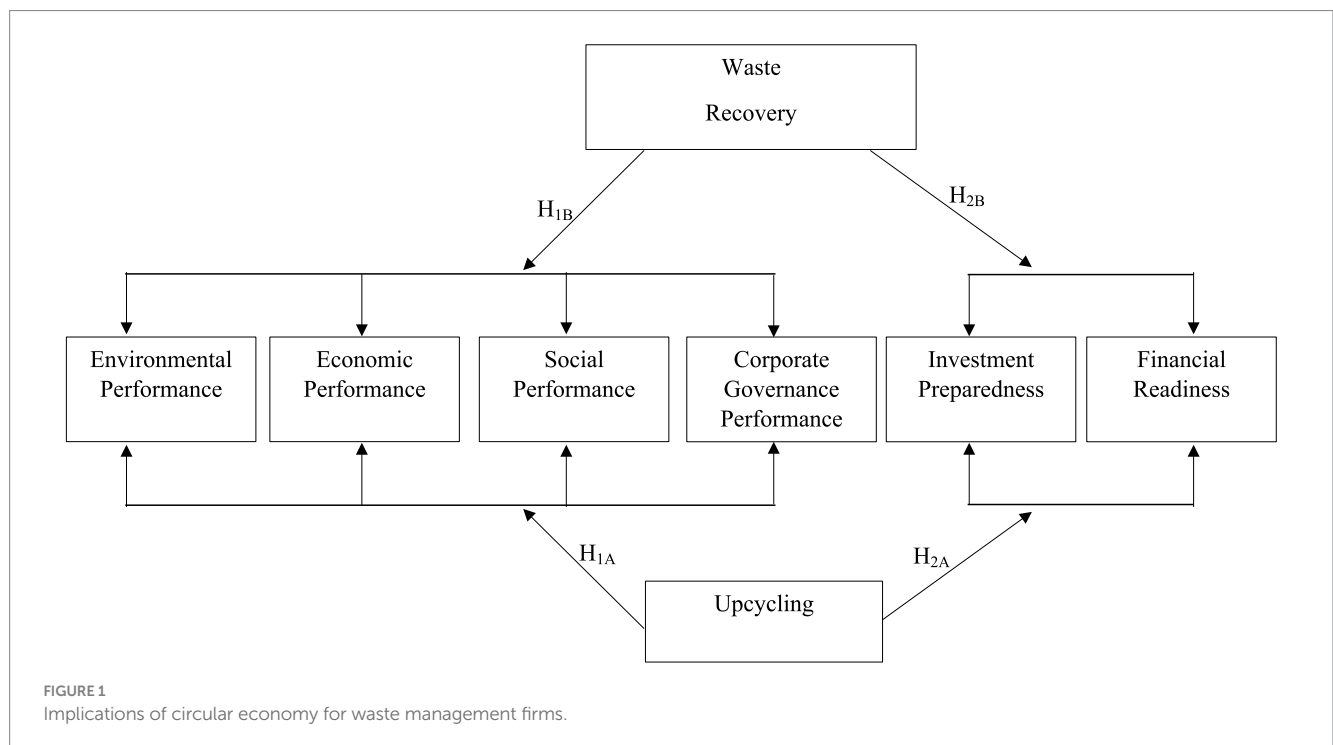 Waste
Recovery
H1B
H2B
Environmental
Performance
Economic
Performance
Social
Performance
Corporate
Governance
Performance
Investment
Preparedness
Financial
Readiness
H1A
H2A
Upcycling
FIGURE 1
Implications of circular economy for waste management firms.